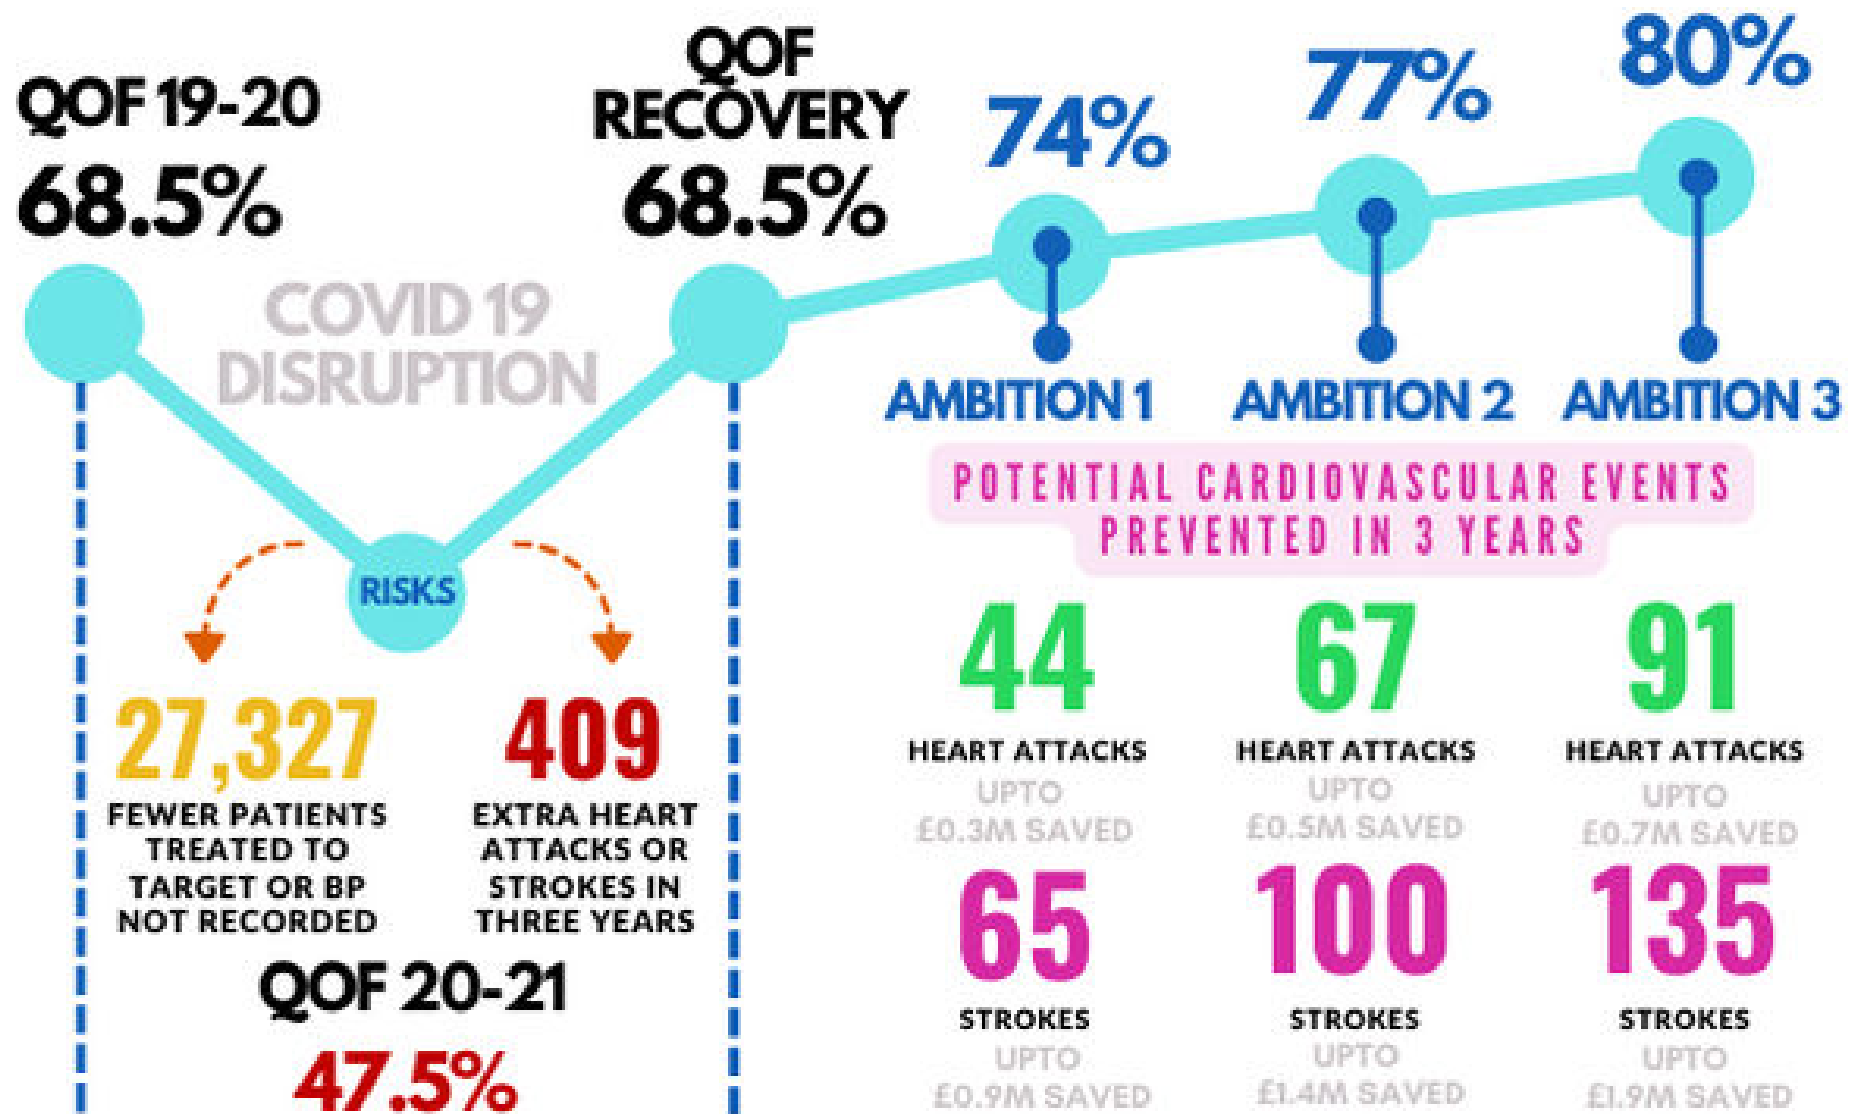 QOF 19-20
68.5%
COVID 19
DISRUPTION
QOF
RECOVERY
68.5%
74%
77%
80%
AMBITION 1
AMBITION 2
AMBITION 3
RISKS
27,327
FEWER PATIENTS
TREATED TO
TARGET OR BP
NOT RECORDED
409
EXTRA HEART
ATTACKS OR
STROKES IN
THREE YEARS
QOF 20-21
47.5%
POTENTIAL CARDIOVASCULAR EVENTS
PREVENTED IN 3 YEARS
44
HEART ATTACKS
UPTO
£0.3M SAVED
67
HEART ATTACKS
UPTO
£0.5M SAVED
91
HEART ATTACKS
UPTO
£0.7M SAVED
65
STROKES
UPTO
£0.9M SAVED
100
STROKES
UPTO
£1.4M SAVED
135
STROKES
UPTO
£1.9M SAVED